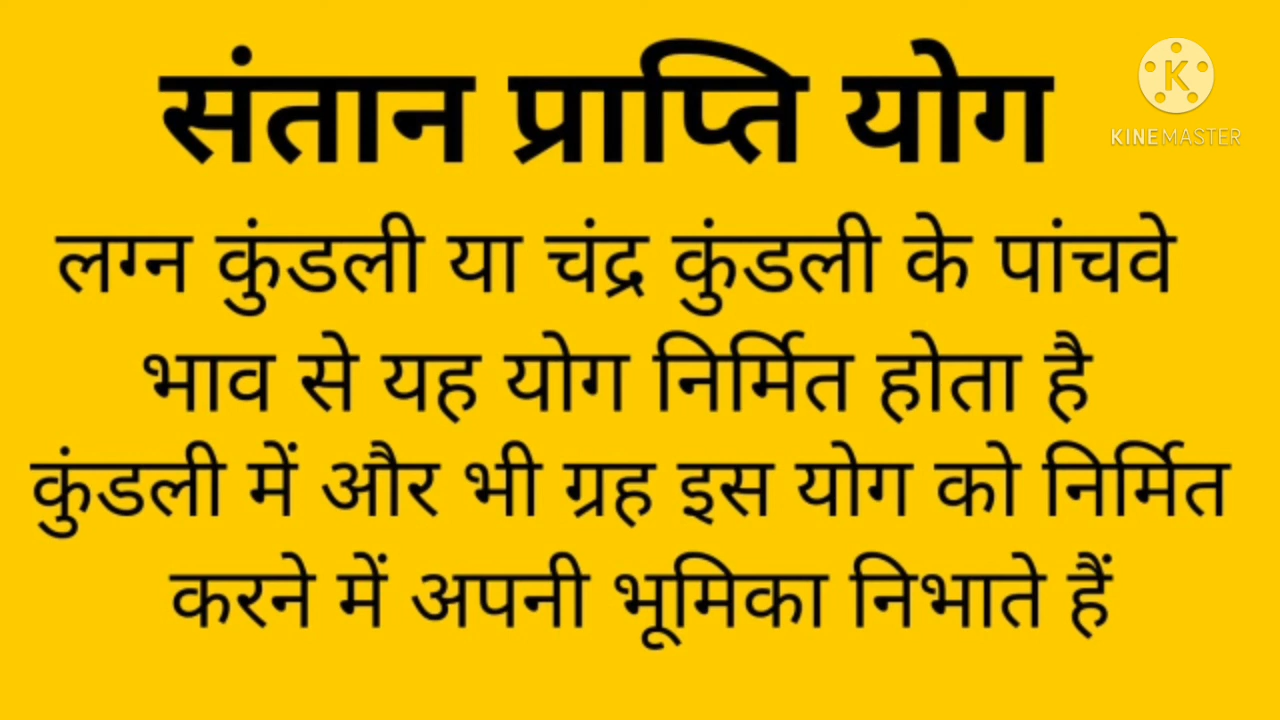 संतान प्राप्ति योग
K
KINEMASTER
लग्न कुंडली या चंद्र कुंडली के पांचवे
भाव से यह योग निर्मित होता है
कुंडली में और भी ग्रह इस योग को निर्मित
करने में अपनी भूमिका निभाते हैं